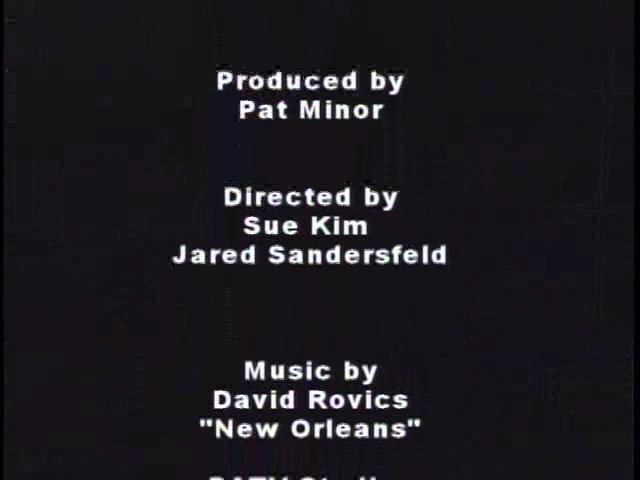 Produced by
Pat Minor
Directed by
Sue Kim
Jared Sandersfeld
Music by
David Rovics
"New Orleans"